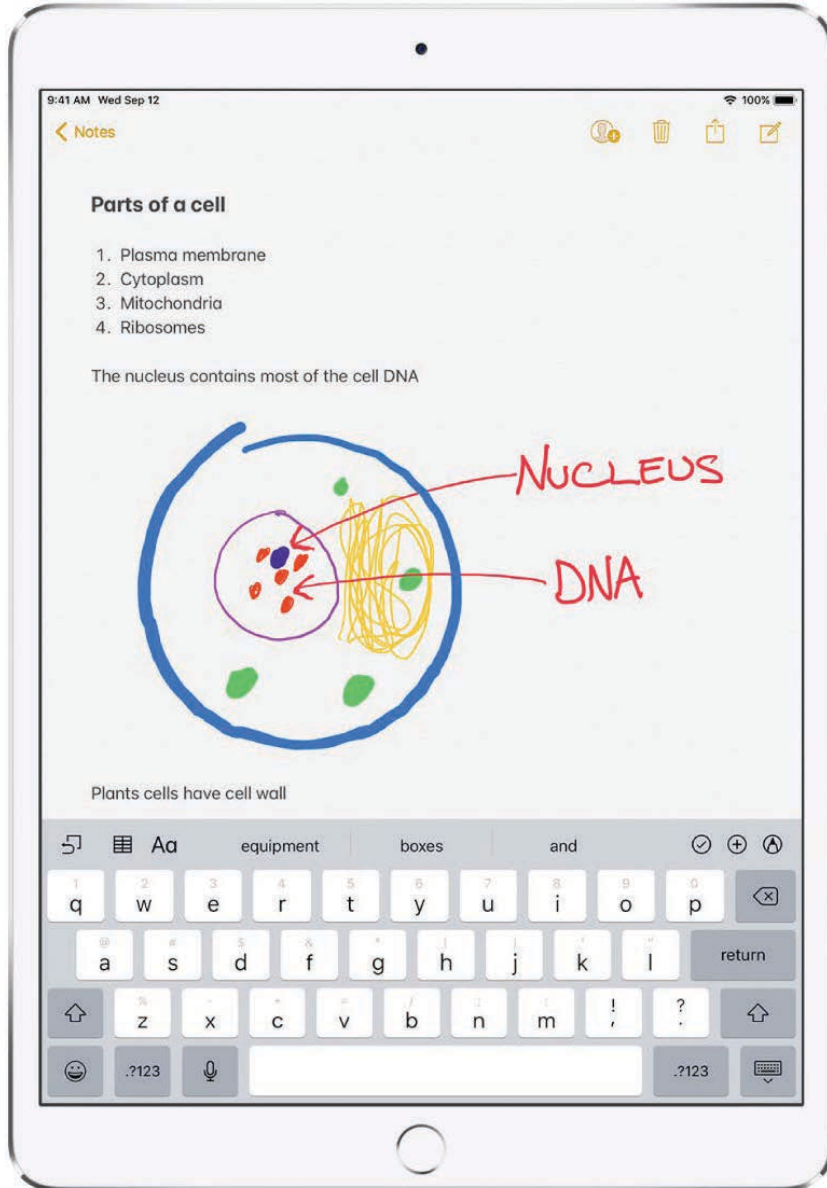 9:41 AM Wed Sep 12 100%
Notes
Parts of a cell
1. Plasma membrane
2. Cytoplasm
3. Mitochondria
4. Ribosomes
The nucleus contains most of the cell DNA
NUCLEUS
DNA
Plants cells have cell wall
Aa equipment boxes and
1 2 3 4 5 6 7 8 9 0
q w e r t y u i o p
@ # $ & * ( ) ' "
a s d f g h j k l return
% - + = / ; : ! ?
z x c v b n m , .
.?123 .?123